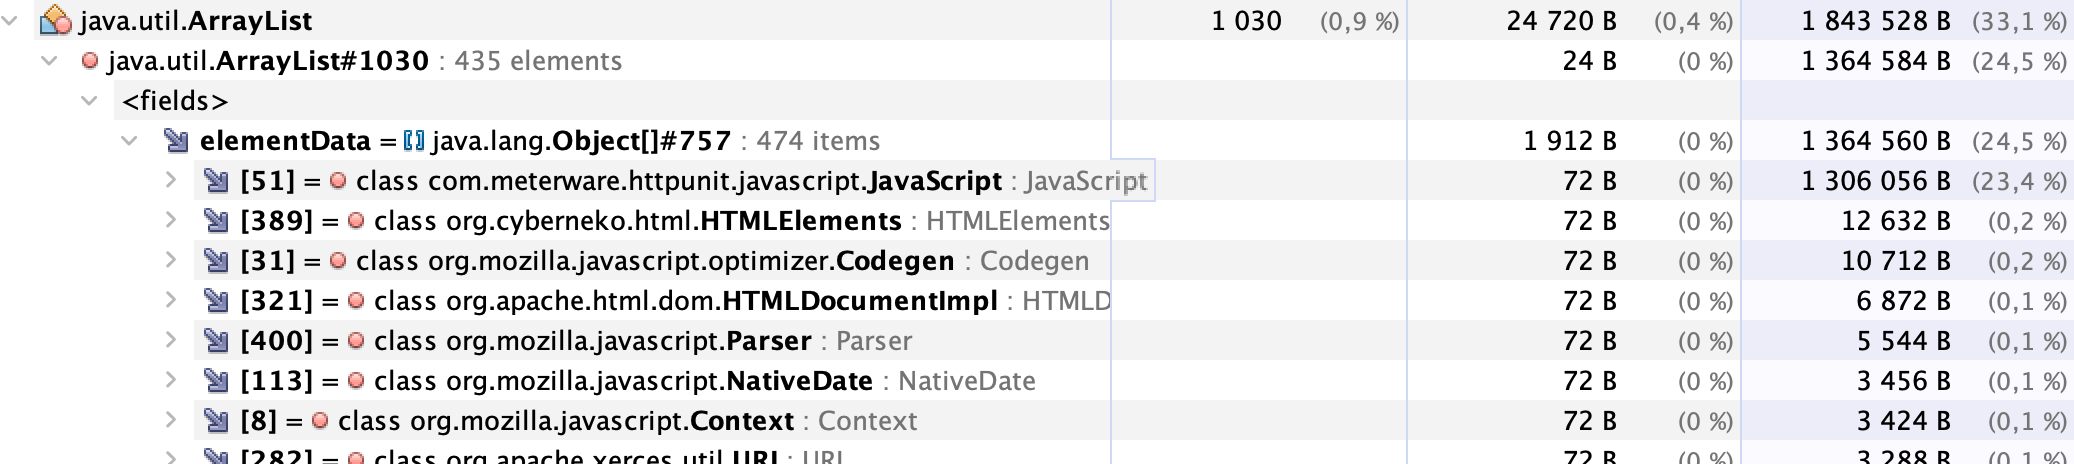 java.util.ArrayList 1 030 (0,9 %) 24 720 B (0,4 %) 1 843 528 B (33,1 %)
java.util.ArrayList#1030 : 435 elements 24 B (0 %) 1 364 584 B (24,5 %)
<fields>
elementData = [] java.lang.Object[]#757 : 474 items 1 912 B (0 %) 1 364 560 B (24,5 %)
[51] = class com.meterware.httpunit.javascript.JavaScript : JavaScript 72 B (0 %) 1 306 056 B (23,4 %)
[389] = class org.cyberneko.html.HTMLElements : HTMLElements 72 B (0 %) 12 632 B (0,2 %)
[31] = class org.mozilla.javascript.optimizer.Codegen : Codegen 72 B (0 %) 10 712 B (0,2 %)
[321] = class org.apache.html.dom.HTMLDocumentImpl : HTMLD 72 B (0 %) 6 872 B (0,1 %)
[400] = class org.mozilla.javascript.Parser : Parser 72 B (0 %) 5 544 B (0,1 %)
[113] = class org.mozilla.javascript.NativeDate : NativeDate 72 B (0 %) 3 456 B (0,1 %)
[8] = class org.mozilla.javascript.Context : Context 72 B (0 %) 3 424 B (0,1 %)
[282] = class org.apache.xerces.util.URI : URI 72 B (0 %) 3 288 B (0,1 %)